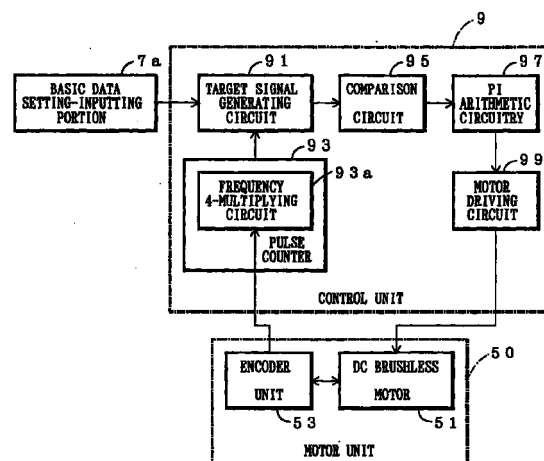 9
7a
91
95
97
BASIC DATA
SETTING-INPUTTING
PORTION
TARGET SIGNAL
GENERATING
CIRCUIT
COMPARISON
CIRCUIT
PI
ARITHMETIC
CIRCUITRY
93
93a
99
FREQUENCY
4-MULTIPLYING
CIRCUIT
PULSE
COUNTER
MOTOR
DRIVING
CIRCUIT
CONTROL UNIT
50
ENCODER
UNIT
DC BRUSHLESS
MOTOR
53
51
MOTOR UNIT